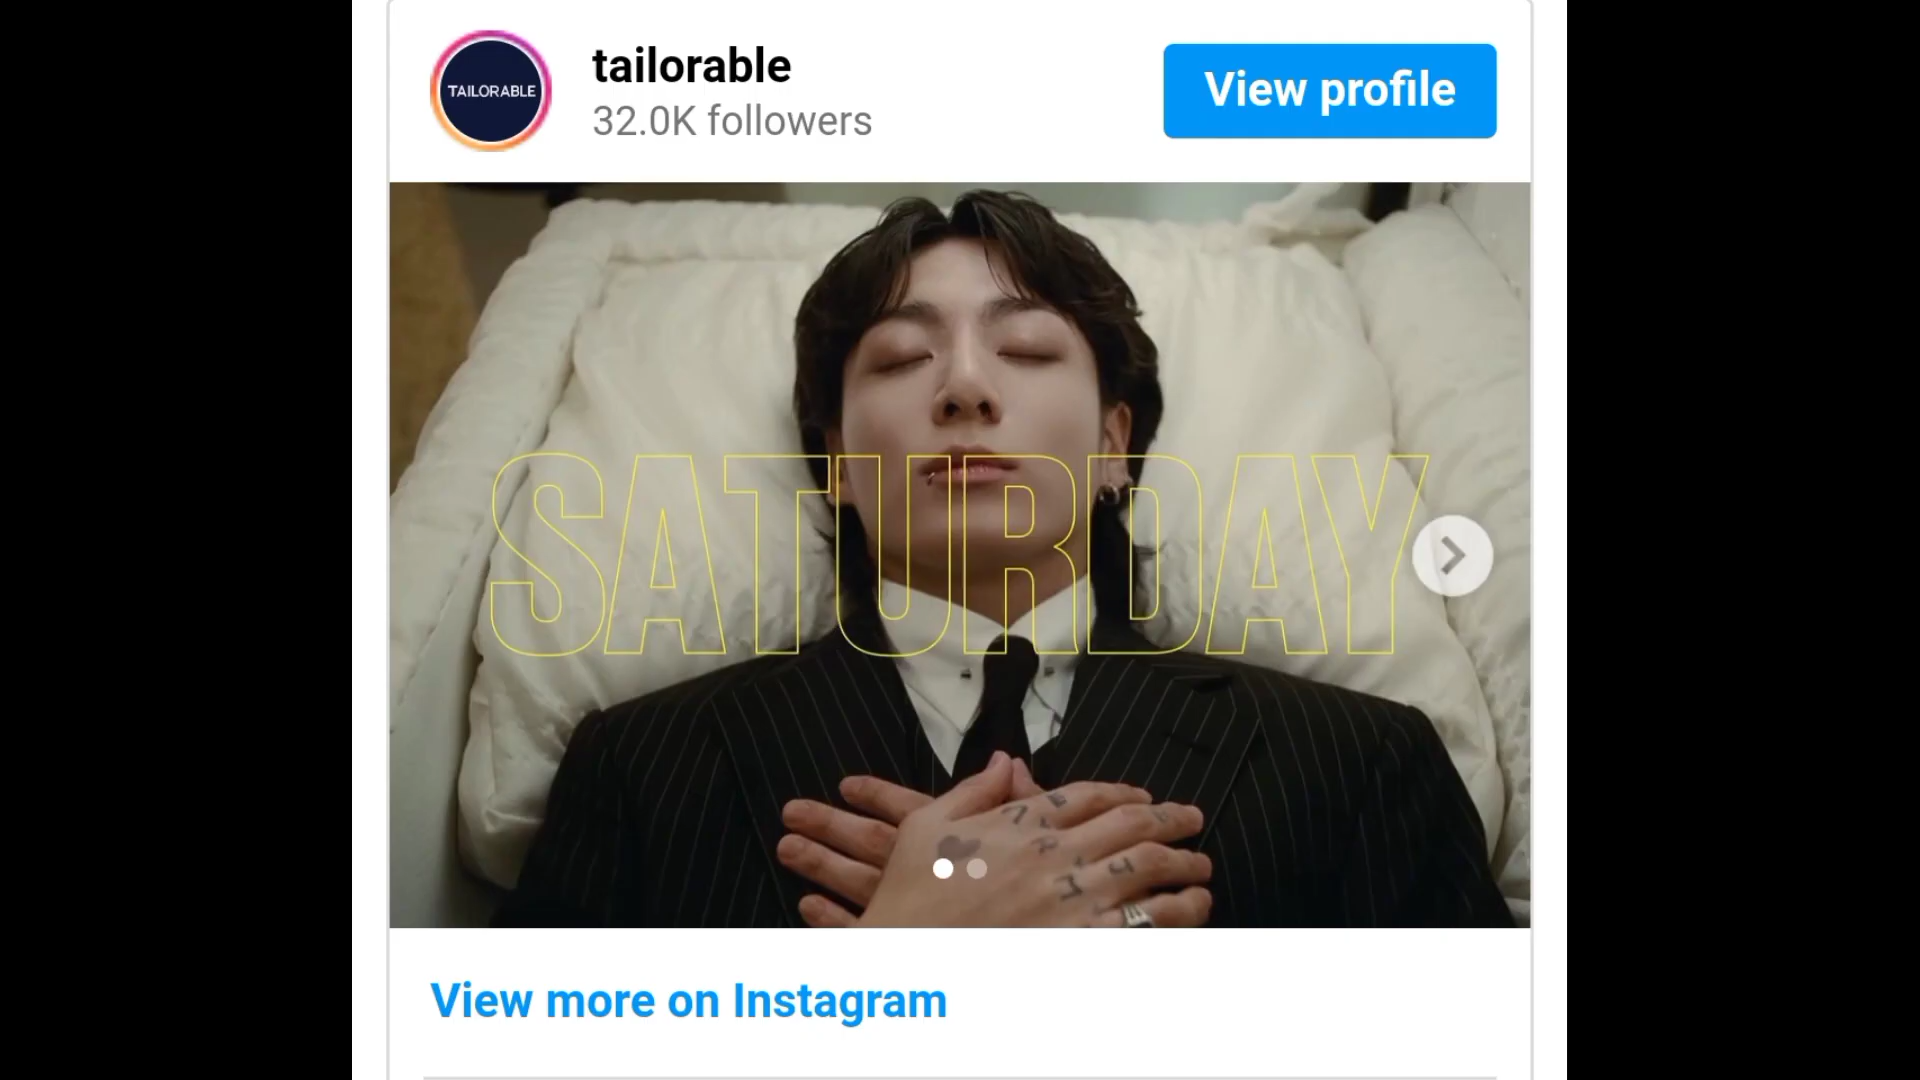 TAILORABLE
tailorable
32.0K followers
View profile
SATURDAY
View more on Instagram